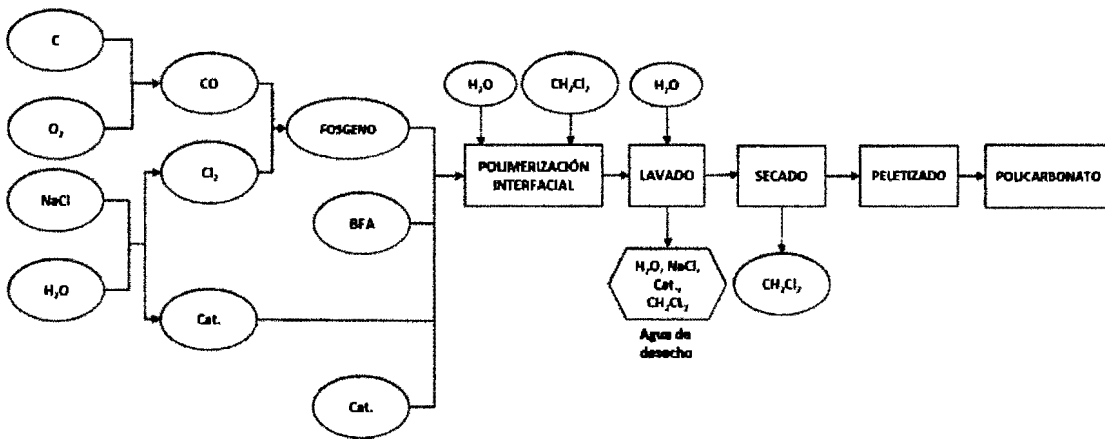 C
O₂
NaCl
H₂O
CO
Cl₂
Cat.
FOSGENO
BFA
Cat.
H₂O
CH₂Cl₂
H₂O
POLIMERIZACIÓN
INTERFACIAL
LAVADO
SECADO
PELETIZADO
POLICARBONATO
H₂O, NaCl,
Cat.,
CH₂Cl₂
Agua de
desecho
CH₂Cl₂